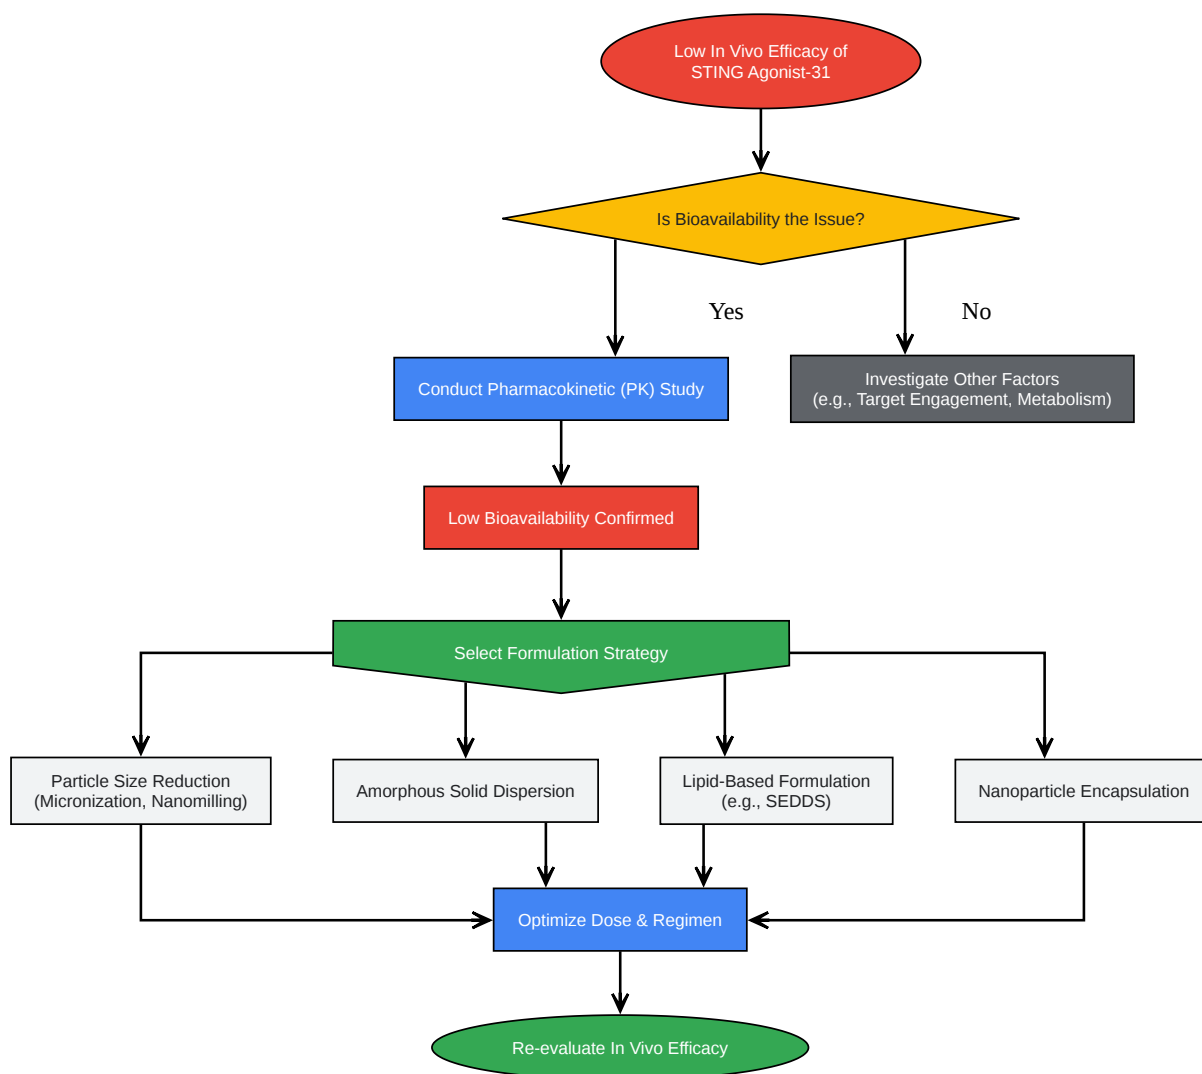 Low In Vivo Efficacy of
STING Agonist-31
Is Bioavailability the Issue?
Yes
No
Conduct Pharmacokinetic (PK) Study
Investigate Other Factors
(e.g., Target Engagement, Metabolism)
Low Bioavailability Confirmed
Select Formulation Strategy
Particle Size Reduction
(Micronization, Nanomilling)
Amorphous Solid Dispersion
Lipid-Based Formulation
(e.g., SEDDS)
Nanoparticle Encapsulation
Optimize Dose & Regimen
Re-evaluate In Vivo Efficacy